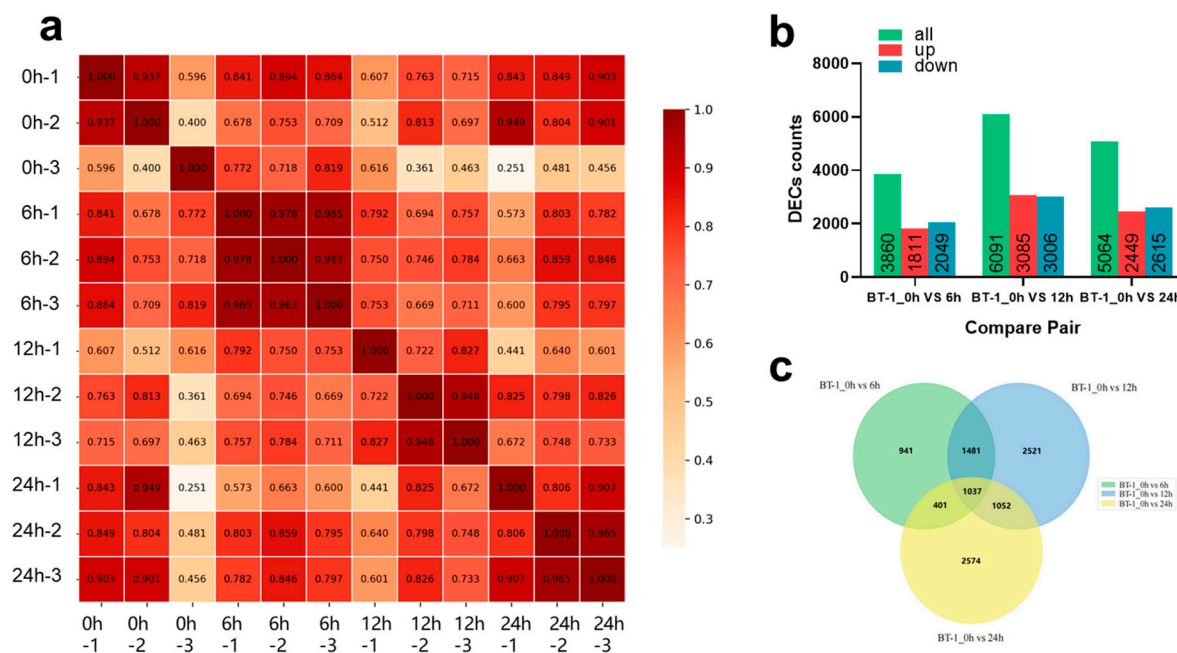 a
0h-1 1.000 0.937 0.596 0.841 0.894 0.864 0.607 0.763 0.715 0.843 0.849 0.903
0h-2 0.937 1.000 0.400 0.678 0.753 0.709 0.512 0.813 0.697 0.949 0.804 0.901
0h-3 0.596 0.400 1.000 0.772 0.718 0.819 0.616 0.361 0.463 0.251 0.481 0.456
6h-1 0.841 0.678 0.772 1.000 0.978 0.965 0.792 0.694 0.757 0.573 0.803 0.782
6h-2 0.894 0.753 0.718 0.978 1.000 0.963 0.750 0.746 0.784 0.663 0.859 0.846
6h-3 0.864 0.709 0.819 0.965 0.963 1.000 0.753 0.669 0.711 0.600 0.795 0.797
12h-1 0.607 0.512 0.616 0.792 0.750 0.753 1.000 0.722 0.827 0.441 0.640 0.601
12h-2 0.763 0.813 0.361 0.694 0.746 0.669 0.722 1.000 0.948 0.825 0.798 0.826
12h-3 0.715 0.697 0.463 0.757 0.784 0.711 0.827 0.948 1.000 0.672 0.748 0.733
24h-1 0.843 0.949 0.251 0.573 0.663 0.600 0.441 0.825 0.672 1.000 0.806 0.907
24h-2 0.849 0.804 0.481 0.803 0.859 0.795 0.640 0.798 0.748 0.806 1.000 0.965
24h-3 0.903 0.901 0.456 0.782 0.846 0.797 0.601 0.826 0.733 0.907 0.965 1.000
0h 0h 0h 6h 6h 6h 12h 12h 12h 24h 24h 24h
-1 -2 -3 -1 -2 -3 -1 -2 -3 -1 -2 -3
1.0
0.9
0.8
0.7
0.6
0.5
0.4
0.3
b
all
up
down
DECs counts
8000
6000
4000
2000
0
3860 1811 2049 6091 3085 3006 5064 2449 2615
BT-1_0h VS 6h BT-1_0h VS 12h BT-1_0h VS 24h
Compare Pair
c
BT-1_0h vs 6h
BT-1_0h vs 12h
941 1481 2521
1037
401 1052
2574
BT-1_0h vs 24h
BT-1_0h vs 6h
BT-1_0h vs 12h
BT-1_0h vs 24h